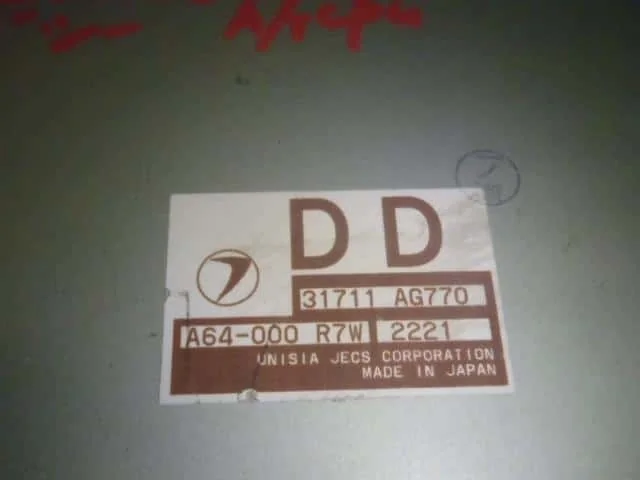 DD
31711 AG770
A64-000 R7W 2221
UNISIA JECS CORPORATION
MADE IN JAPAN